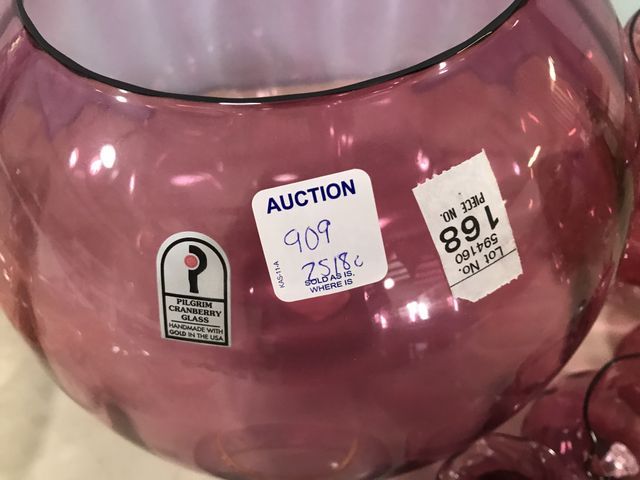 PILGRIM
CRANBERRY
GLASS
HANDMADE WITH
GOLD IN THE USA
AUCTION
909
2518c
SOLD AS IS,
WHERE IS
KAS-11-A
Lot No.
594160
168
PIECE NO.